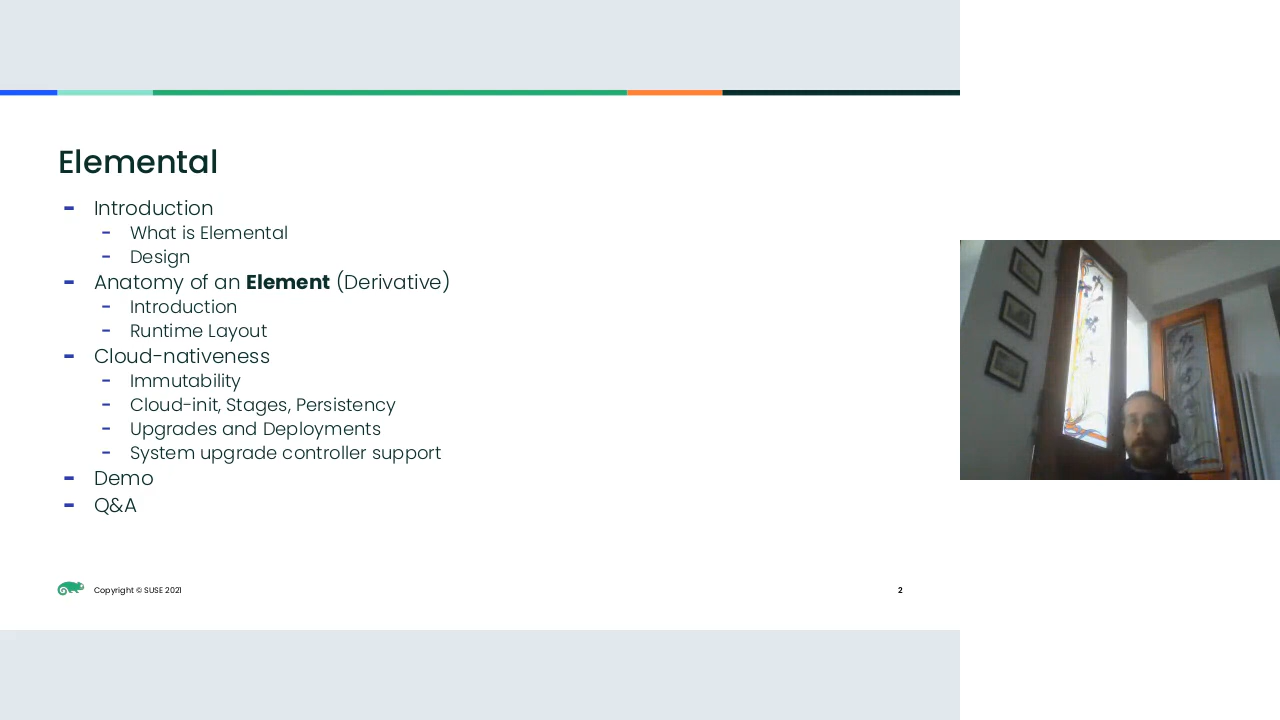 Elemental
- Introduction
- What is Elemental
- Design
- Anatomy of an Element (Derivative)
- Introduction
- Runtime Layout
- Cloud-nativeness
- Immutability
- Cloud-init, Stages, Persistency
- Upgrades and Deployments
- System upgrade controller support
- Demo
- Q&A
Copyright © SUSE 2021
2